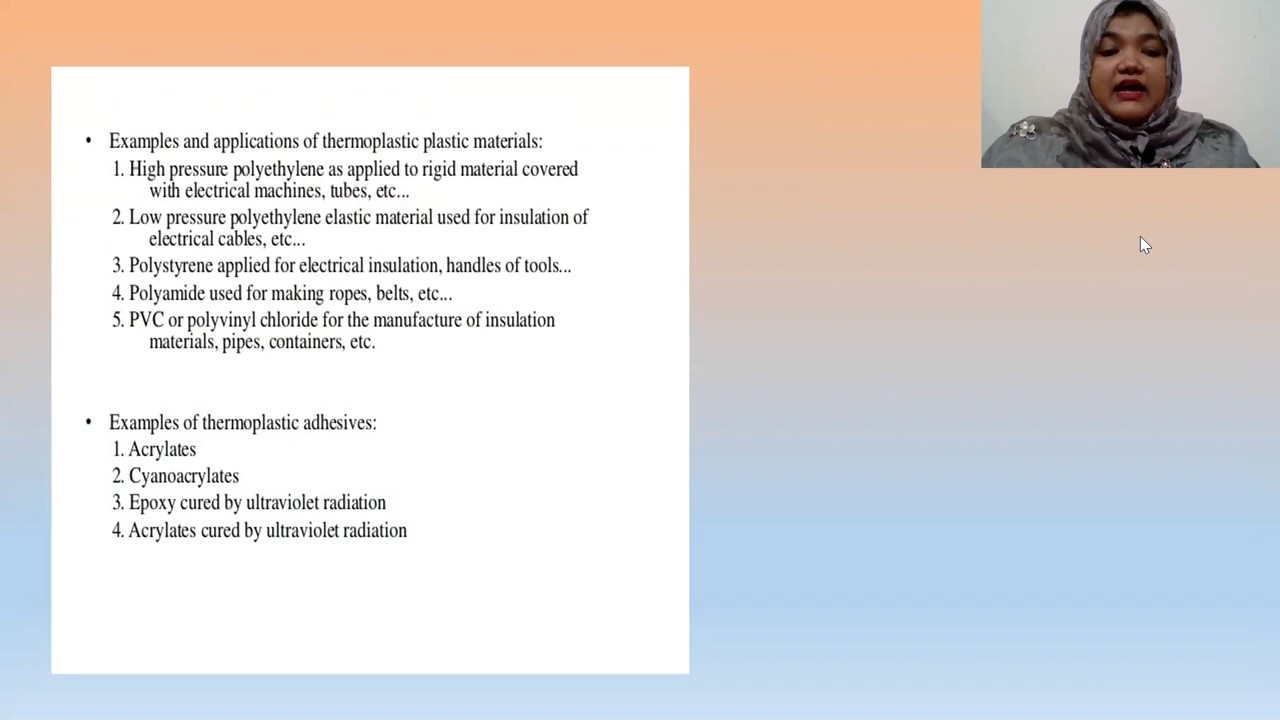 • Examples and applications of thermoplastic plastic materials:
1. High pressure polyethylene as applied to rigid material covered
with electrical machines, tubes, etc...
2. Low pressure polyethylene elastic material used for insulation of
electrical cables, etc...
3. Polystyrene applied for electrical insulation, handles of tools...
4. Polyamide used for making ropes, belts, etc...
5. PVC or polyvinyl chloride for the manufacture of insulation
materials, pipes, containers, etc.
• Examples of thermoplastic adhesives:
1. Acrylates
2. Cyanoacrylates
3. Epoxy cured by ultraviolet radiation
4. Acrylates cured by ultraviolet radiation